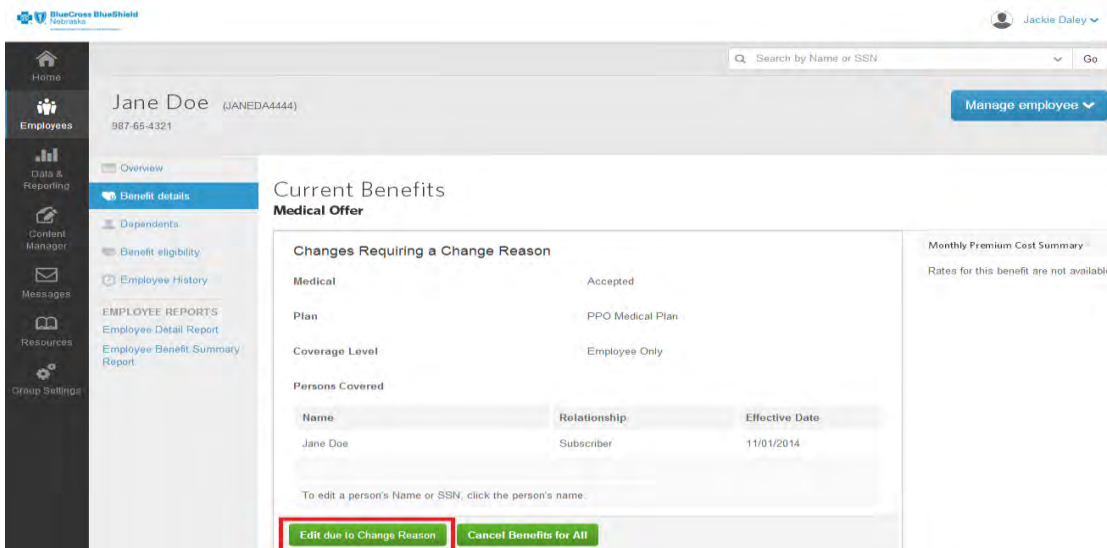 BlueCross BlueShield
Nebraska
Jackie Daley
Search by Name or SSN
Go
Home
Employees
Data &
Reporting
Content
Manager
Messages
Resources
Group Settings
Jane Doe (JANEDA4444)
987-65-4321
Manage employee
Overview
Benefit details
Dependents
Benefit eligibility
Employee History
EMPLOYEE REPORTS
Employee Detail Report
Employee Benefit Summary
Report
Current Benefits
Medical Offer
Changes Requiring a Change Reason
Medical Accepted
Plan PPO Medical Plan
Coverage Level Employee Only
Persons Covered
Name Relationship Effective Date
Jane Doe Subscriber 11/01/2014
To edit a person's Name or SSN, click the person's name.
Edit due to Change Reason Cancel Benefits for All
Monthly Premium Cost Summary
Rates for this benefit are not available